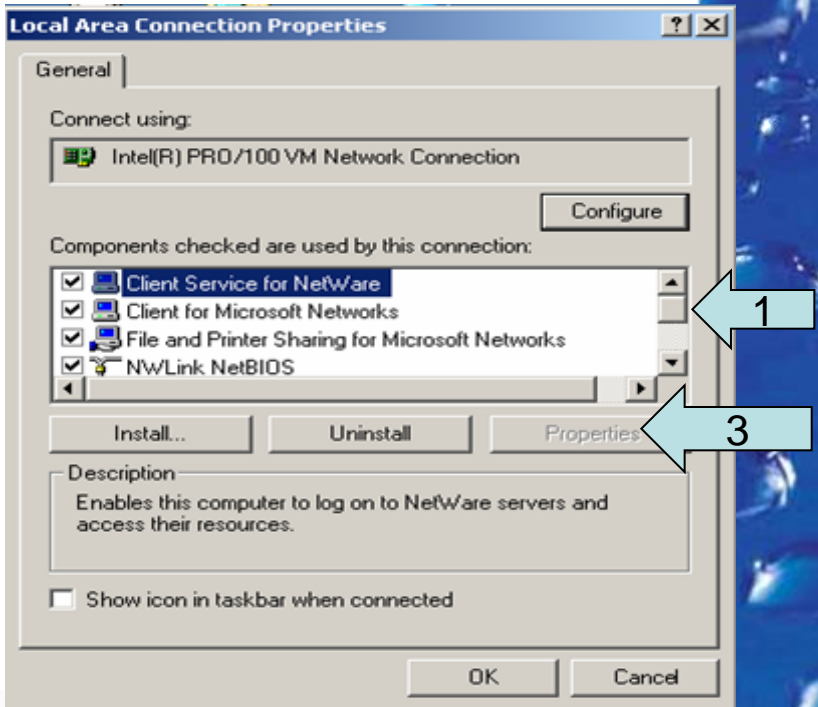 Local Area Connection Properties
General
Connect using:
Intel(R) PRO/100 VM Network Connection
Configure
Components checked are used by this connection:
Client Service for NetWare
Client for Microsoft Networks
1
File and Printer Sharing for Microsoft Networks
NWLink NetBIOS
Install... Uninstall Properties 3
Description
Enables this computer to log on to NetWare servers and
access their resources.
Show icon in taskbar when connected
OK Cancel